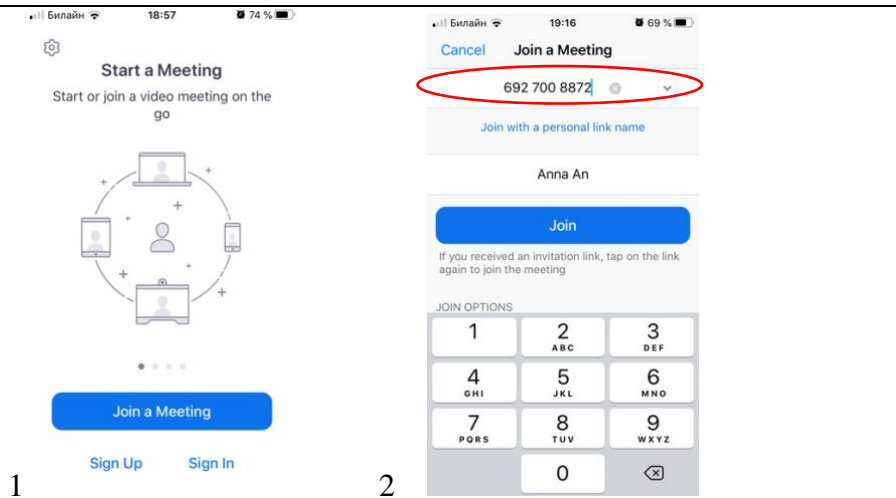 Билайн 18:57 74 %
Start a Meeting
Start or join a video meeting on the
go
Join a Meeting
Sign Up Sign In
1
Билайн 19:16 69 %
Cancel Join a Meeting
692 700 8872
Join with a personal link name
Anna An
Join
If you received an invitation link, tap on the link
again to join the meeting
JOIN OPTIONS
1 2 3
ABC DEF
4 5 6
GHI JKL MNO
7 8 9
PQRS TUV WXYZ
0
2